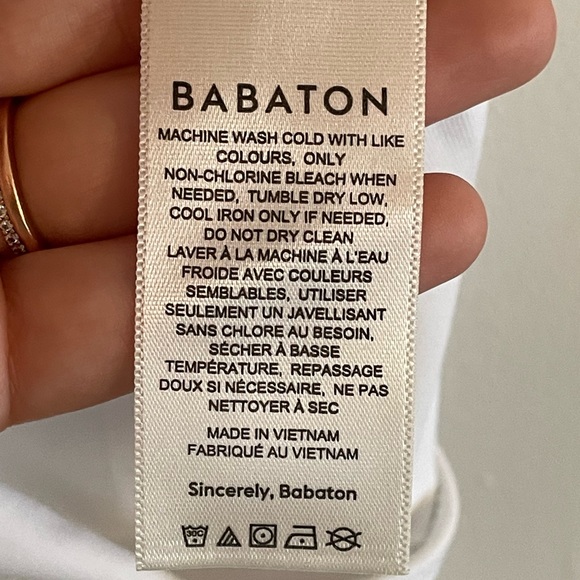 BABATON
MACHINE WASH COLD WITH LIKE
COLOURS, ONLY
NON-CHLORINE BLEACH WHEN
NEEDED, TUMBLE DRY LOW,
COOL IRON ONLY IF NEEDED,
DO NOT DRY CLEAN
LAVER À LA MACHINE À L'EAU
FROIDE AVEC COULEURS
SEMBLABLES, UTILISER
SEULEMENT UN JAVELLISANT
SANS CHLORE AU BESOIN,
SÉCHER À BASSE
TEMPÉRATURE, REPASSAGE
DOUX SI NÉCESSAIRE, NE PAS
NETTOYER À SEC
MADE IN VIETNAM
FABRIQUÉ AU VIETNAM
Sincerely, Babaton
30C